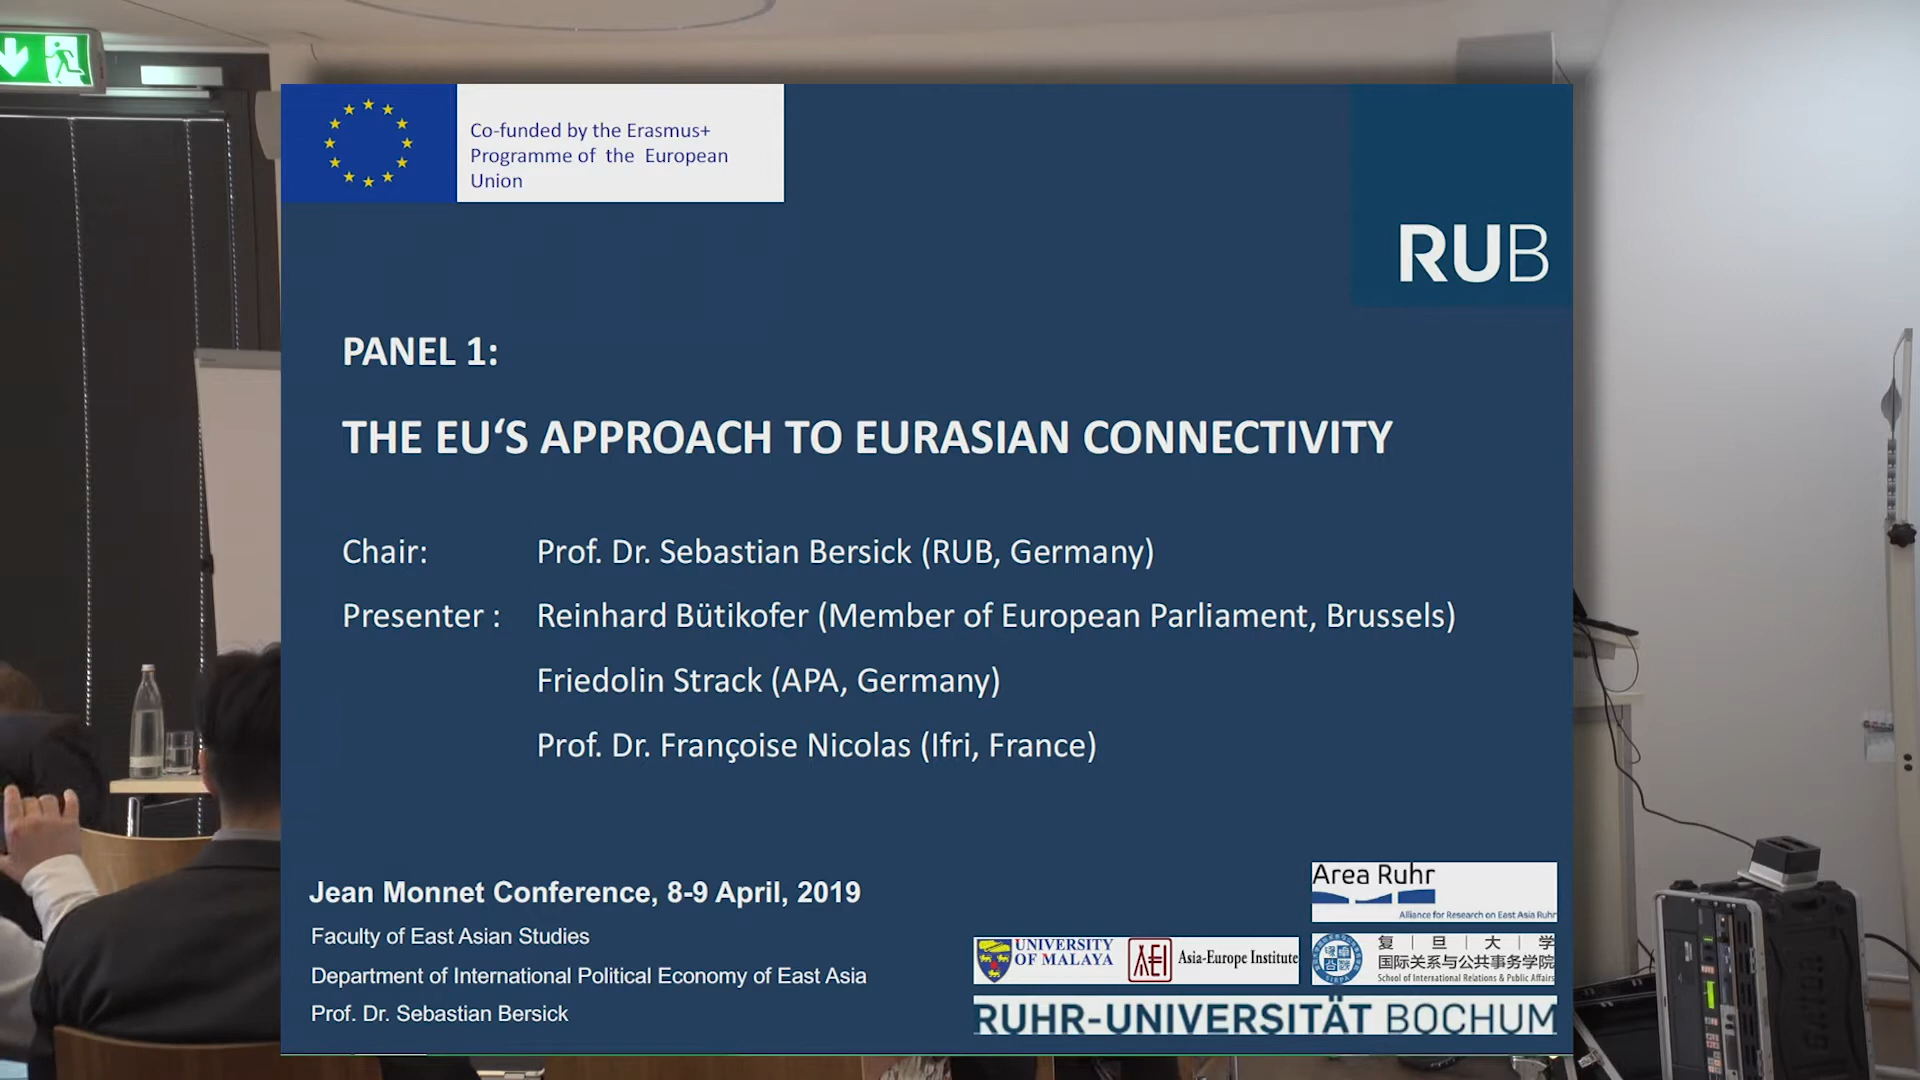 Co-funded by the Erasmus+
Programme of the European
Union
RUB
PANEL 1:
THE EU‘S APPROACH TO EURASIAN CONNECTIVITY
Chair: Prof. Dr. Sebastian Bersick (RUB, Germany)
Presenter : Reinhard Bütikofer (Member of European Parliament, Brussels)
Friedolin Strack (APA, Germany)
Prof. Dr. Françoise Nicolas (Ifri, France)
Jean Monnet Conference, 8-9 April, 2019
Faculty of East Asian Studies
Department of International Political Economy of East Asia
Prof. Dr. Sebastian Bersick
Area Ruhr
Alliance for Research on East Asia Ruhr
UNIVERSITY
OF MALAYA
AEI
Asia-Europe Institute
复旦大学
国际关系与公共事务学院
School of International Relations & Public Affairs
RUHR-UNIVERSITÄT BOCHUM